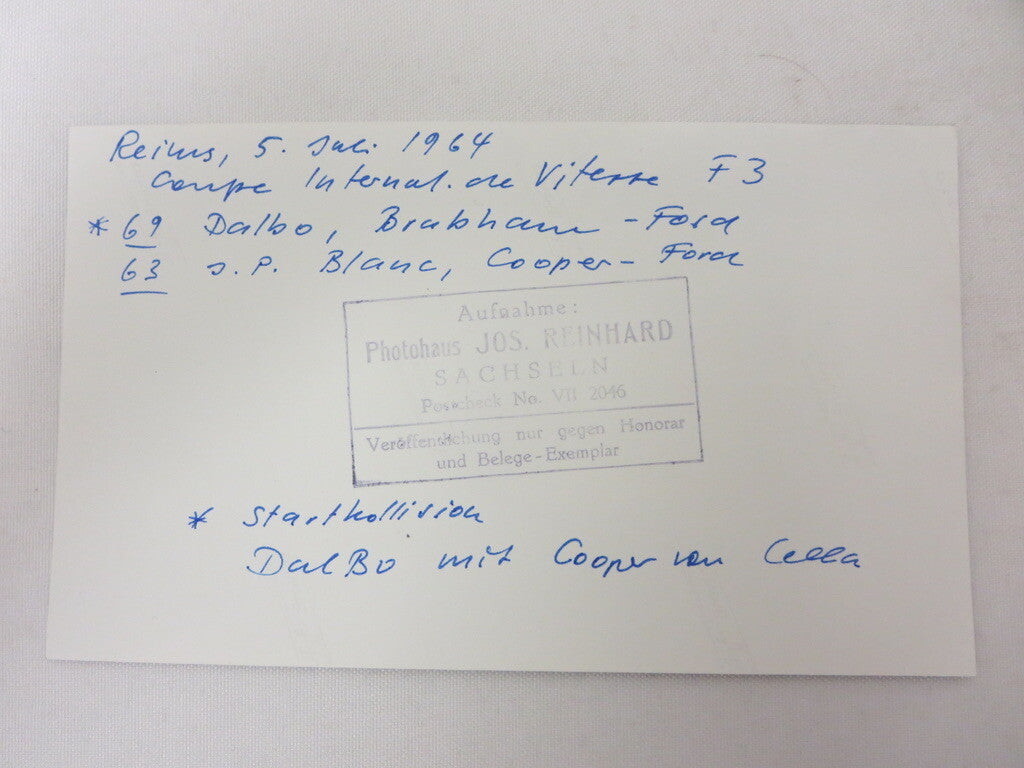 Reims, 5. Juli 1964
Coupe Internat. de Vitesse F3
* 69 Dalbo, Brabham - Ford
63 J.P. Blanc, Cooper - Ford
Aufnahme:
Photohaus JOS. REINHARD
SACHSELN
Postcheck No. VII 2046
Veröffentlichung nur gegen Honorar
und Belege-Exemplar
* Startkollision
DalBo mit Cooper von Cella